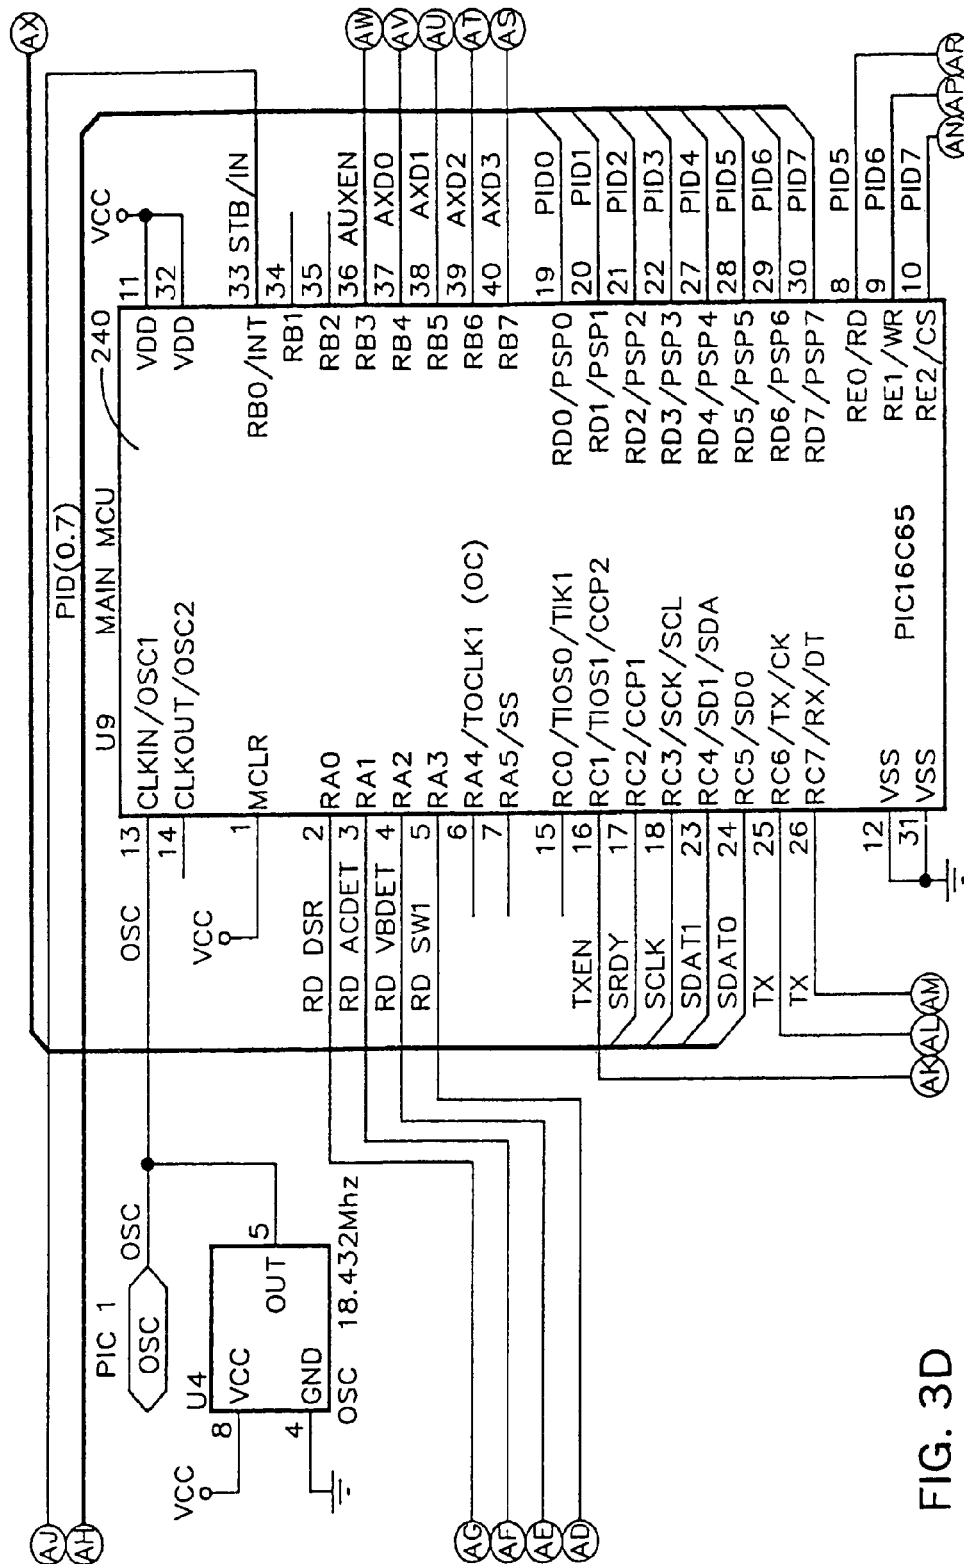 AJ
AH
AX
PID(0.7)
PIC 1
OSC
OSC
OSC
U4
8
VCC
OUT
5
4
GND
VCC
OSC 18.432Mhz
U9 MAIN MCU 240
13 CLKIN/OSC1
14 CLKOUT/OSC2
VCC
1 MCLR
RD DSR 2 RA0
RD ACDET 3 RA1
RD VBDET 4 RA2
RD SW1 5 RA3
6 RA4/TOCLK1 (OC)
7 RA5/SS
15 RC0/TIOS0/TIK1
TXEN 16 RC1/TIOS1/CCP2
SRDY 17 RC2/CCP1
SCLK 18 RC3/SCK/SCL
SDAT1 23 RC4/SD1/SDA
SDAT0 24 RC5/SD0
TX 25 RC6/TX/CK
TX 26 RC7/RX/DT
12 VSS
31 VSS
PIC16C65
VCC
VDD 11
VDD 32
RB0/INT 33 STB/IN
RB1 34
RB2 35
RB3 36 AUXEN
RB4 37 AXD0
RB5 38 AXD1
RB6 39 AXD2
RB7 40 AXD3
RD0/PSP0 19 PID0
RD1/PSP1 20 PID1
RD2/PSP2 21 PID2
RD3/PSP3 22 PID3
RD4/PSP4 27 PID4
RD5/PSP5 28 PID5
RD6/PSP6 29 PID6
RD7/PSP7 30 PID7
RE0/RD 8 PID5
RE1/WR 9 PID6
RE2/CS 10 PID7
AW
AV
AU
AT
AS
AG
AF
AE
AD
AK
AL
AM
AN
AP
AR
FIG. 3D